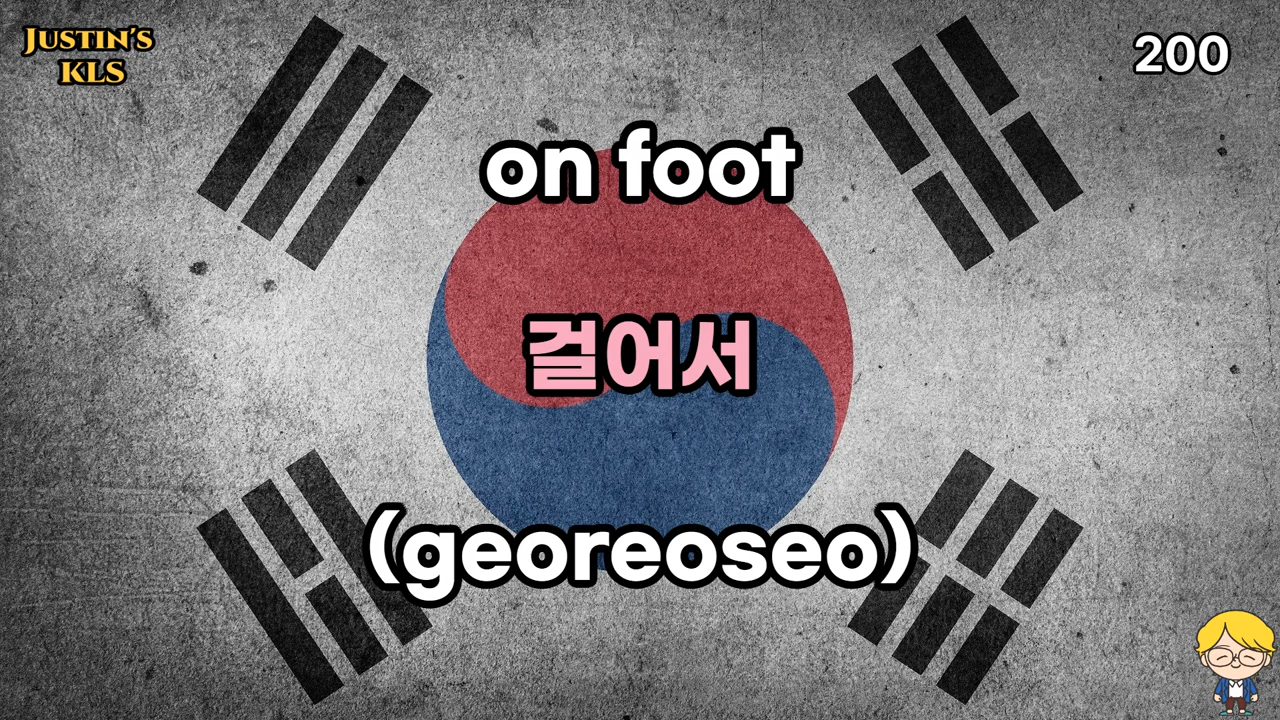 JUSTIN'S
KLS
200
on foot
걸어서
(georeoseo)